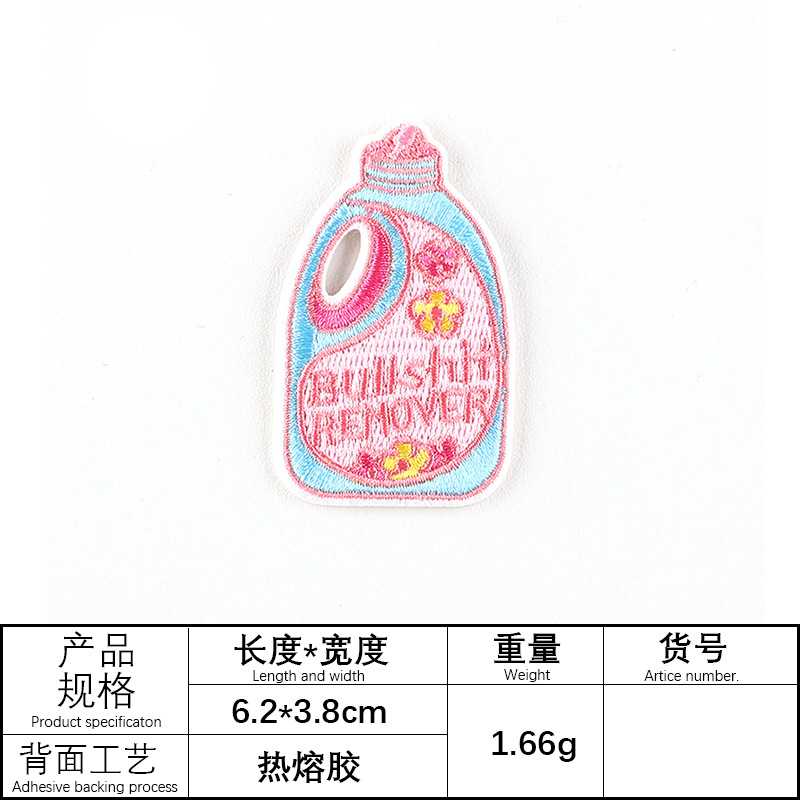 Bullshit
REMOVER
产品
规格
Product specificaton
长度*宽度
Length and width
重量
Weight
货号
Artice number.
6.2*3.8cm
1.66g
背面工艺
Adhesive backing process
热熔胶